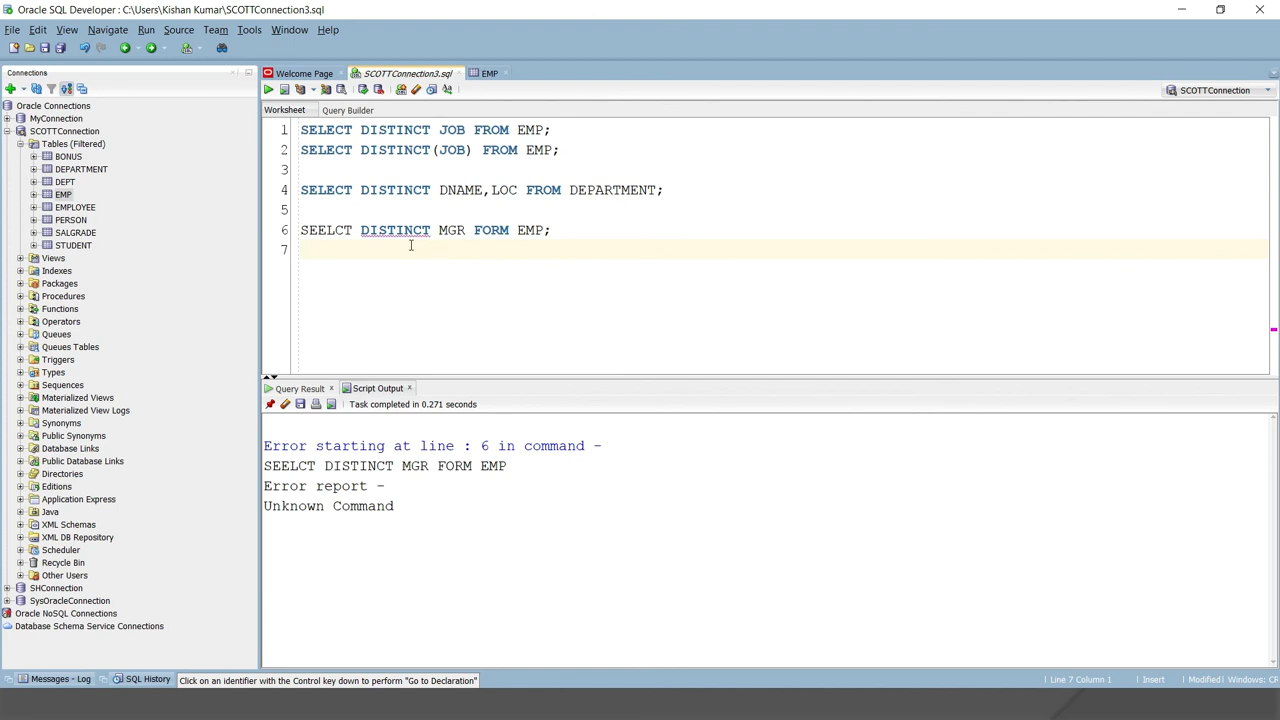 Oracle SQL Developer : C:\Users\Kishan Kumar\SCOTTConnection3.sql
File Edit View Navigate Run Source Team Tools Window Help
Connections
Welcome Page
SCOTTConnection3.sql
EMP
SCOTTConnection
Worksheet Query Builder
Oracle Connections
MyConnection
SCOTTConnection
Tables (Filtered)
BONUS
DEPARTMENT
DEPT
EMP
EMPLOYEE
PERSON
SALGRADE
STUDENT
Views
Indexes
Packages
Procedures
Functions
Operators
Queues
Queues Tables
Triggers
Types
Sequences
Materialized Views
Materialized View Logs
Synonyms
Public Synonyms
Database Links
Public Database Links
Directories
Editions
Application Express
Java
XML Schemas
XML DB Repository
Scheduler
Recycle Bin
Other Users
SHConnection
SysOracleConnection
Oracle NoSQL Connections
Database Schema Service Connections
1 SELECT DISTINCT JOB FROM EMP;
2 SELECT DISTINCT(JOB) FROM EMP;
3
4 SELECT DISTINCT DNAME,LOC FROM DEPARTMENT;
5
6 SEELCT DISTINCT MGR FORM EMP;
7
Query Result Script Output
Task completed in 0.271 seconds
Error starting at line : 6 in command -
SEELCT DISTINCT MGR FORM EMP
Error report -
Unknown Command
Messages - Log SQL History Click on an identifier with the Control key down to perform "Go to Declaration" Line 7 Column 1 Insert Modified Windows: CR